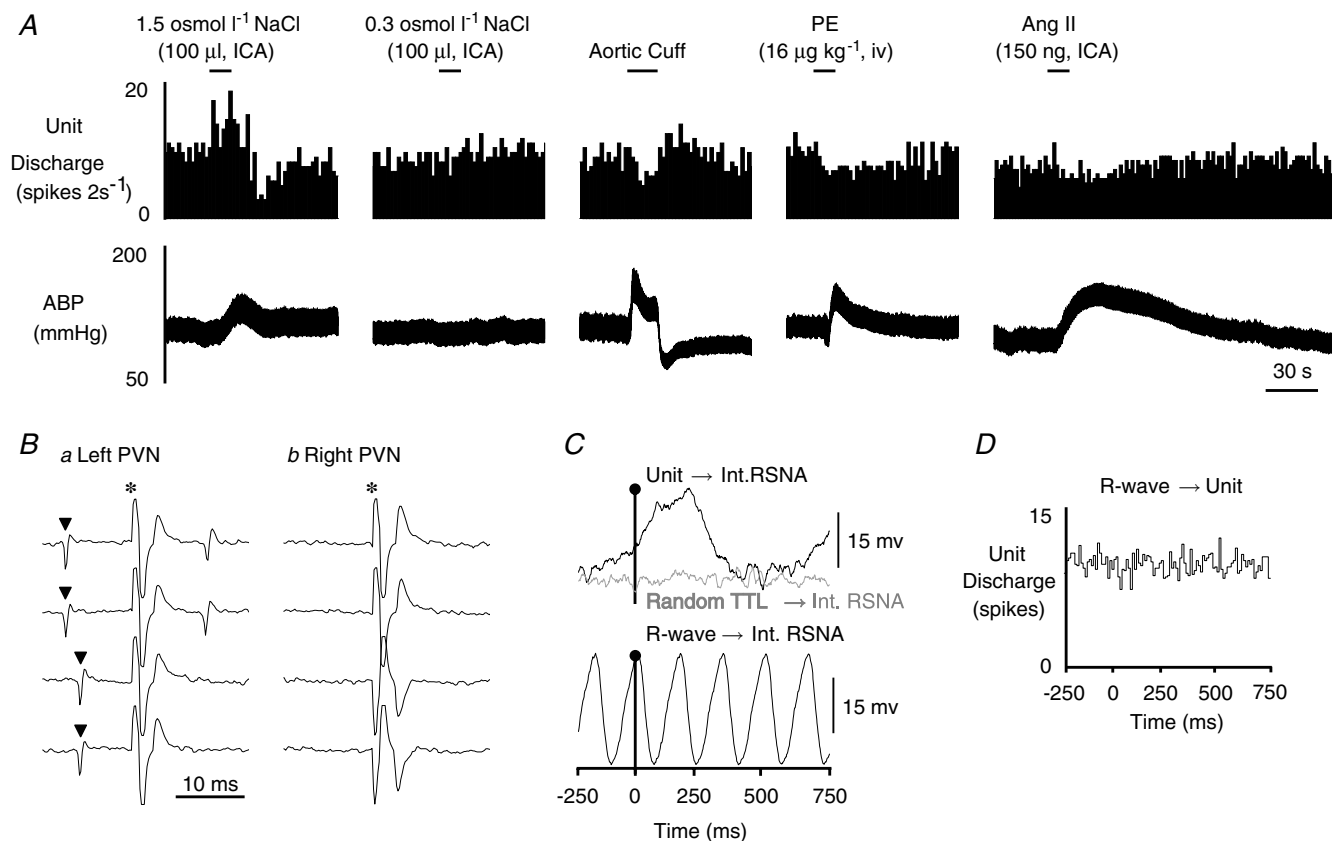 A
1.5 osmol l⁻¹ NaCl
(100 µl, ICA)
0.3 osmol l⁻¹ NaCl
(100 µl, ICA)
Aortic Cuff
PE
(16 µg kg⁻¹, iv)
Ang II
(150 ng, ICA)
20
Unit
Discharge
(spikes 2s⁻¹)
0
200
ABP
(mmHg)
50
30 s
B
a Left PVN
b Right PVN
*
*
10 ms
C
Unit → Int.RSNA
15 mv
Random TTL → Int. RSNA
R-wave → Int. RSNA
15 mv
-250 0 250 500 750
Time (ms)
D
R-wave → Unit
15
Unit
Discharge
(spikes)
0
-250 0 250 500 750
Time (ms)